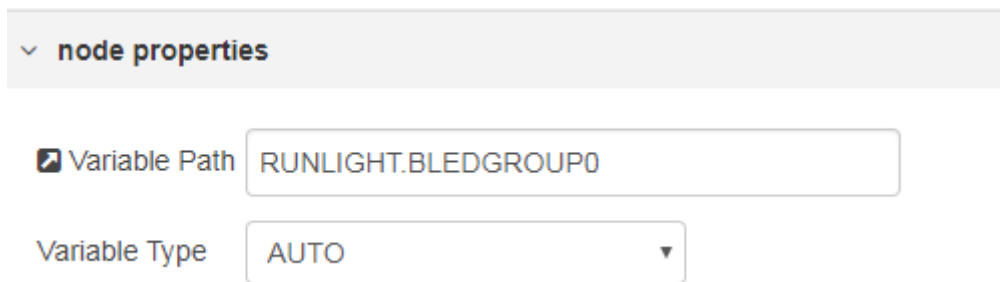 node properties
Variable Path RUNLIGHT.BLEDGROUP0
Variable Type AUTO